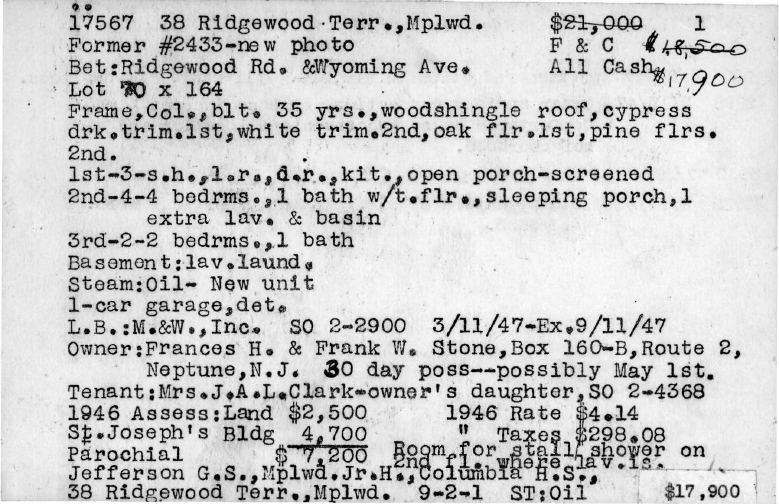 17567 38 Ridgewood Terr.,Mplwd. $21,000 1
Former #2433-new photo F & C $18,500
Bet:Ridgewood Rd. &Wyoming Ave. All Cash $17,900
Lot 70 x 164
Frame,Col.,blt. 35 yrs.,woodshingle roof,cypress
drk.trim.1st,white trim.2nd,oak flr.1st,pine flrs.
2nd.
1st-3-s.h.,l.r.,d.r.,kit.,open porch-screened
2nd-4-4 bedrms.,1 bath w/t.flr.,sleeping porch,1
extra lav. & basin
3rd-2-2 bedrms.,1 bath
Basement:lav.laund.
Steam:Oil- New unit
1-car garage,det.
L.B.:M.&W.,Inc. SO 2-2900 3/11/47-Ex.9/11/47
Owner:Frances H. & Frank W. Stone,Box 160-B,Route 2,
Neptune,N.J. 30 day poss--possibly May 1st.
Tenant:Mrs.J.A.L.Clark-owner's daughter,SO 2-4368
1946 Assess:Land $2,500 1946 Rate $4.14
St.Joseph's Bldg 4,700 " Taxes $298.08
Parochial $ 7,200 Room for stall shower on
2nd fl. where lav.is.
Jefferson G.S.,Mplwd.Jr.H.,Columbia H.S.,
38 Ridgewood Terr.,Mplwd. 9-2-1 ST:Oil $17,900